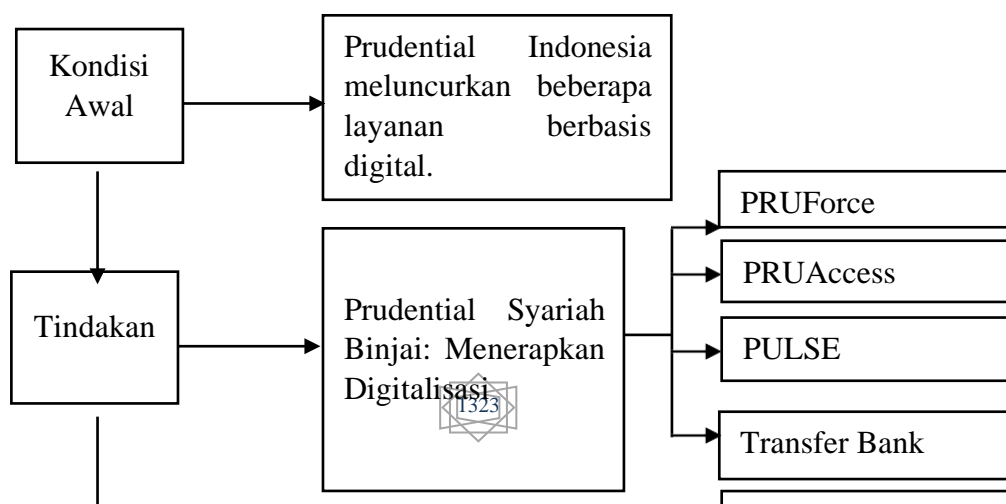 Kondisi
Awal
Prudential Indonesia
meluncurkan beberapa
layanan berbasis
digital.
Tindakan
Prudential Syariah
Binjai: Menerapkan
Digitalisasi
1323
PRUForce
PRUAccess
PULSE
Transfer Bank